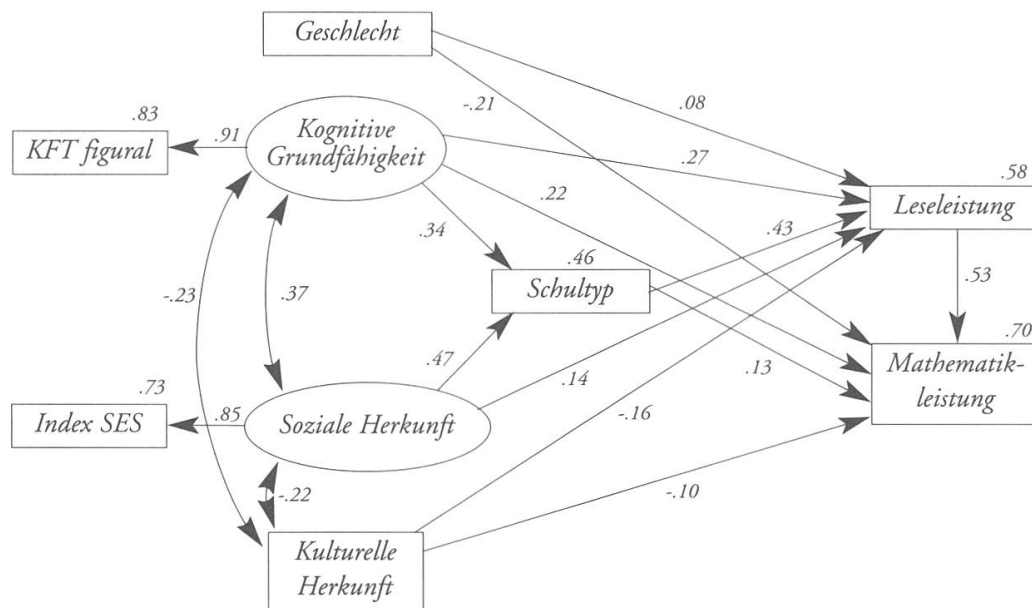 Geschlecht
-.21
.08
.83
KFT figural
.91
Kognitive
Grundfähigkeit
.27
.22
.58
Leseleistung
.34
.43
.46
Schultyp
-.23
.37
.53
.47
.14
.13
.70
Mathematik-
leistung
.73
Index SES
.85
Soziale Herkunft
-.16
-.22
-.10
Kulturelle
Herkunft